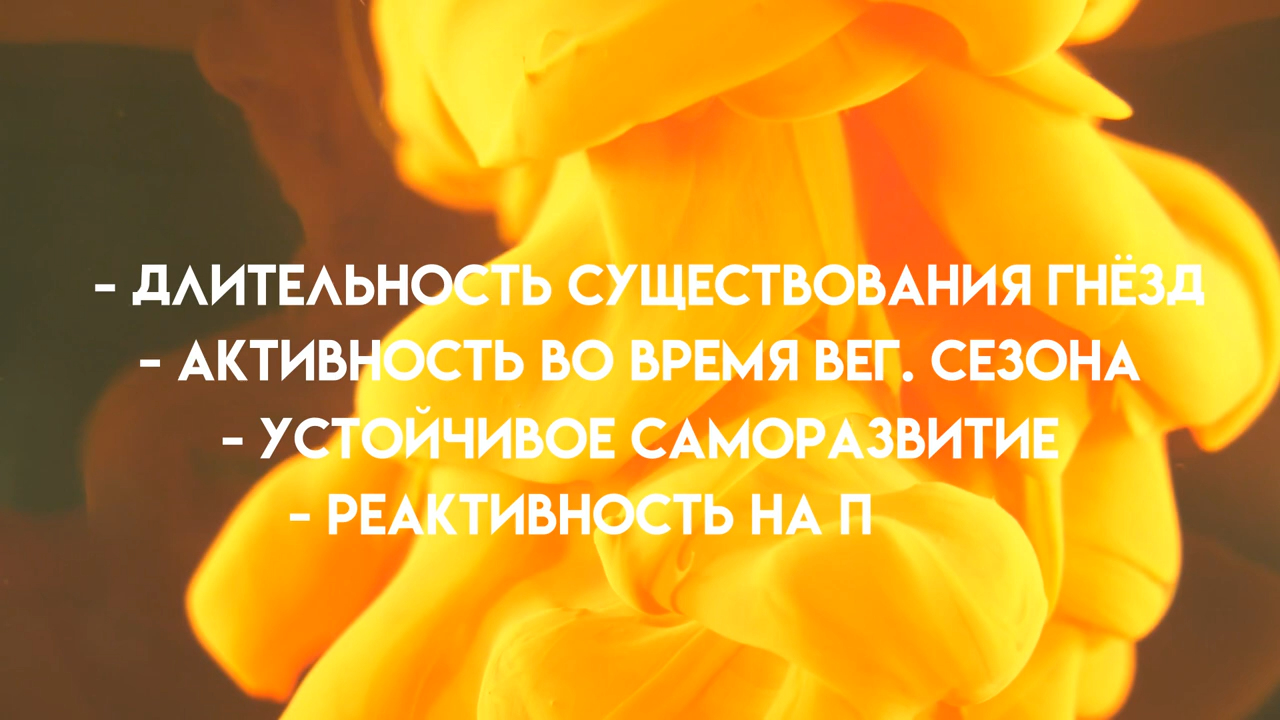 - ДЛИТЕЛЬНОСТЬ СУЩЕСТВОВАНИЯ ГНЁЗД
- АКТИВНОСТЬ ВО ВРЕМЯ ВЕГ. СЕЗОНА
- УСТОЙЧИВОЕ САМОРАЗВИТИЕ
- РЕАКТИВНОСТЬ НА П